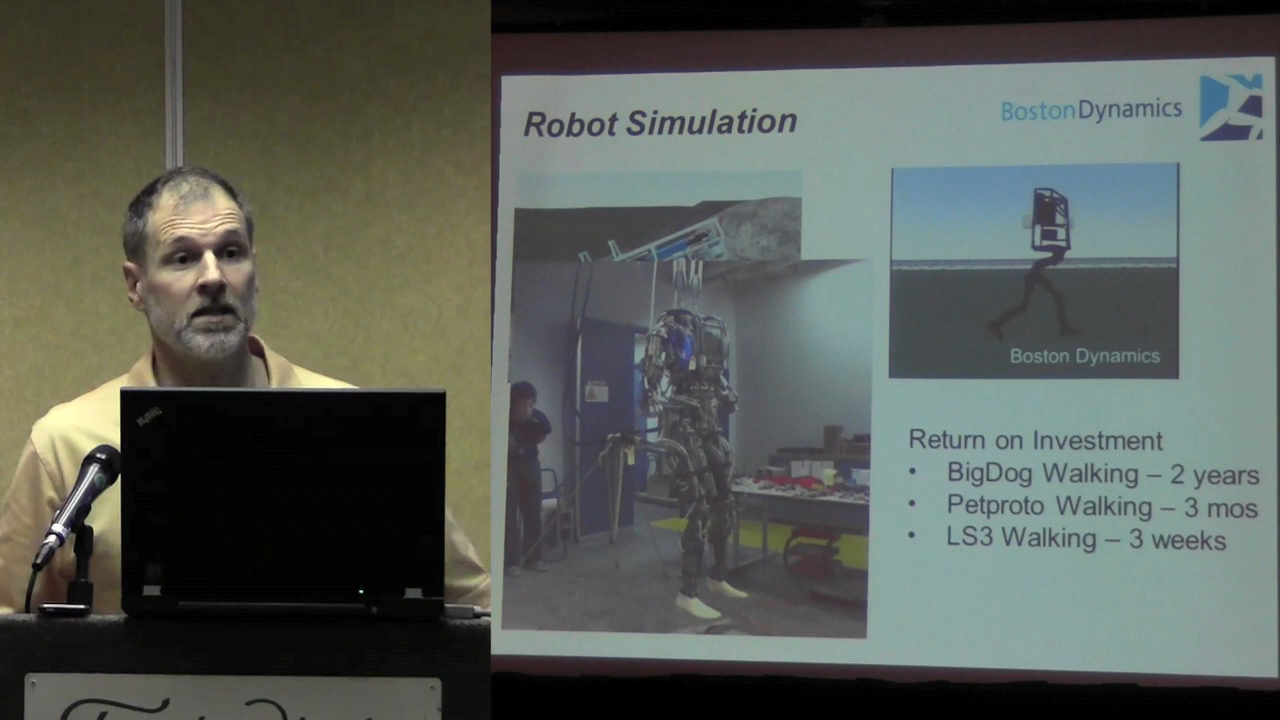 Robot Simulation
BostonDynamics
Boston Dynamics
Return on Investment
• BigDog Walking – 2 years
• Petproto Walking – 3 mos
• LS3 Walking – 3 weeks
ThinkPad